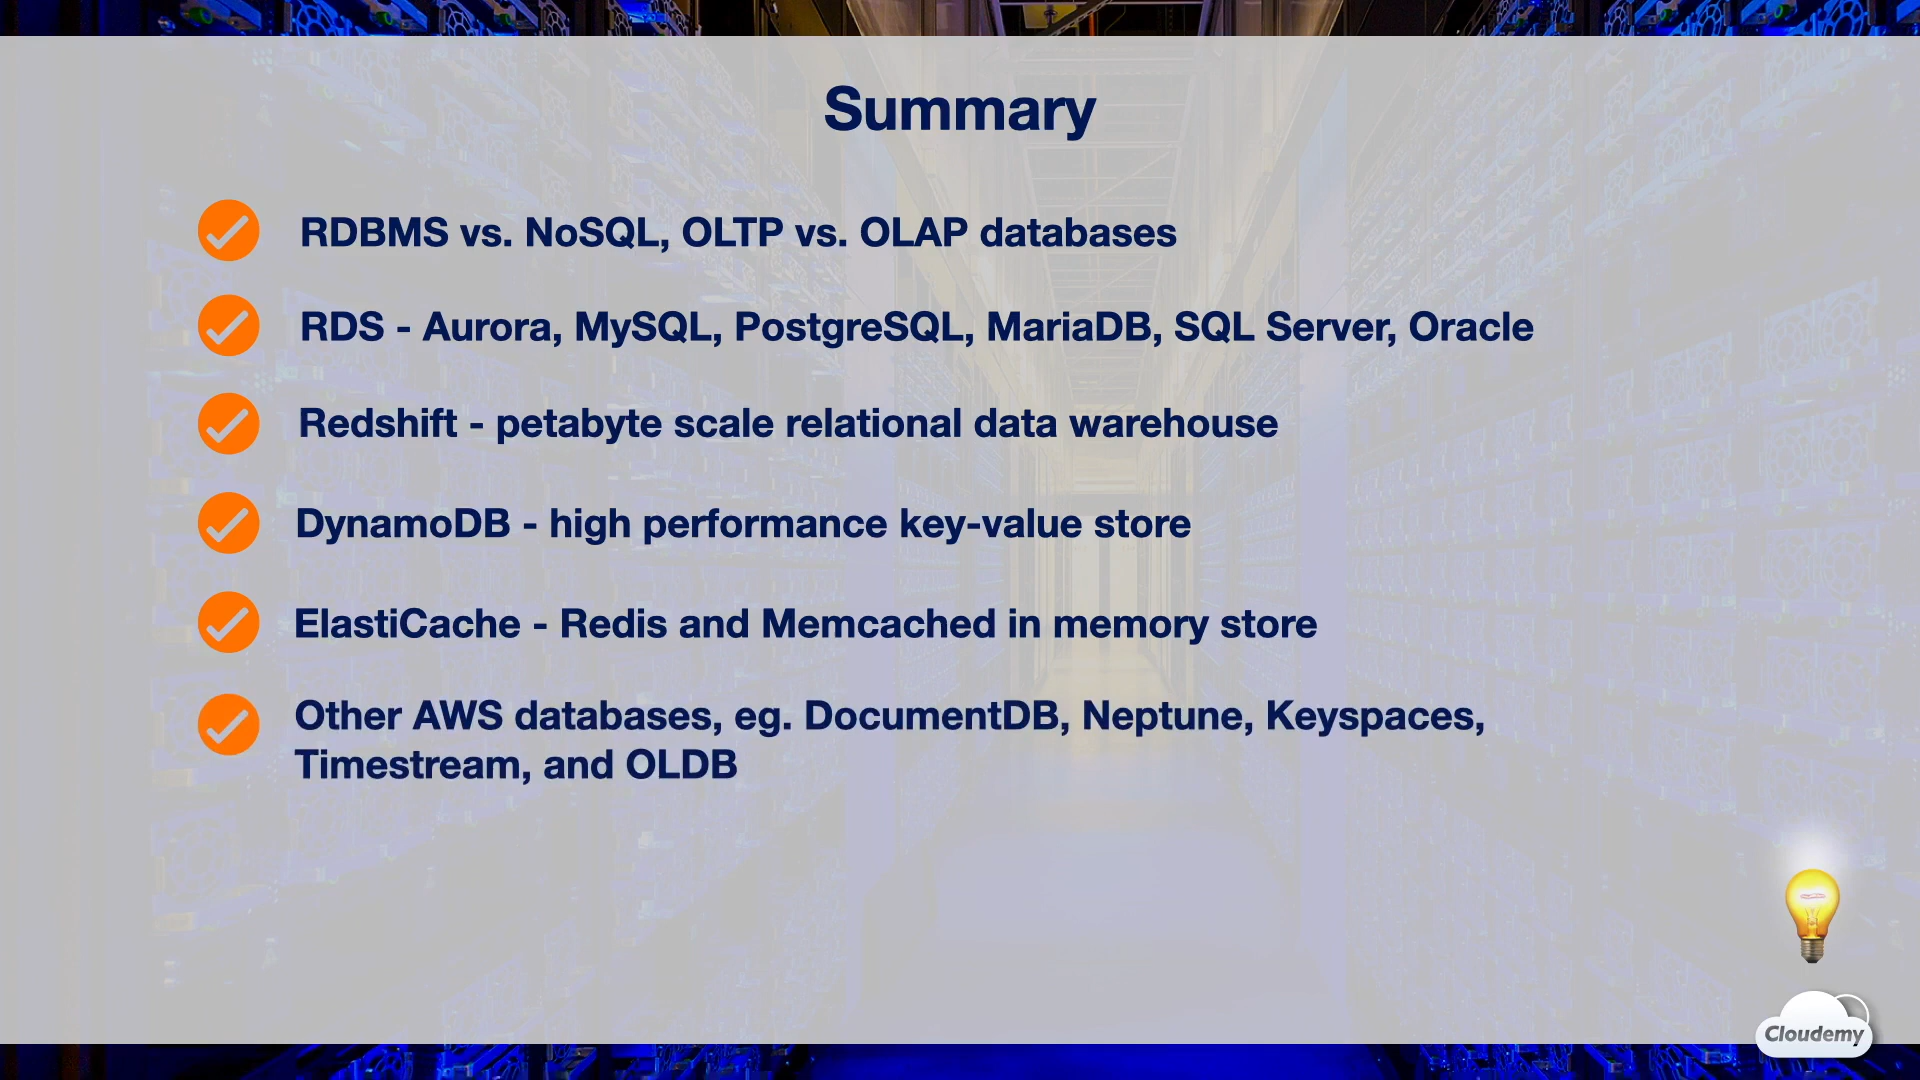 Summary
RDBMS vs. NoSQL, OLTP vs. OLAP databases
RDS - Aurora, MySQL, PostgreSQL, MariaDB, SQL Server, Oracle
Redshift - petabyte scale relational data warehouse
DynamoDB - high performance key-value store
ElastiCache - Redis and Memcached in memory store
Other AWS databases, eg. DocumentDB, Neptune, Keyspaces,
Timestream, and OLDB
Cloudemy